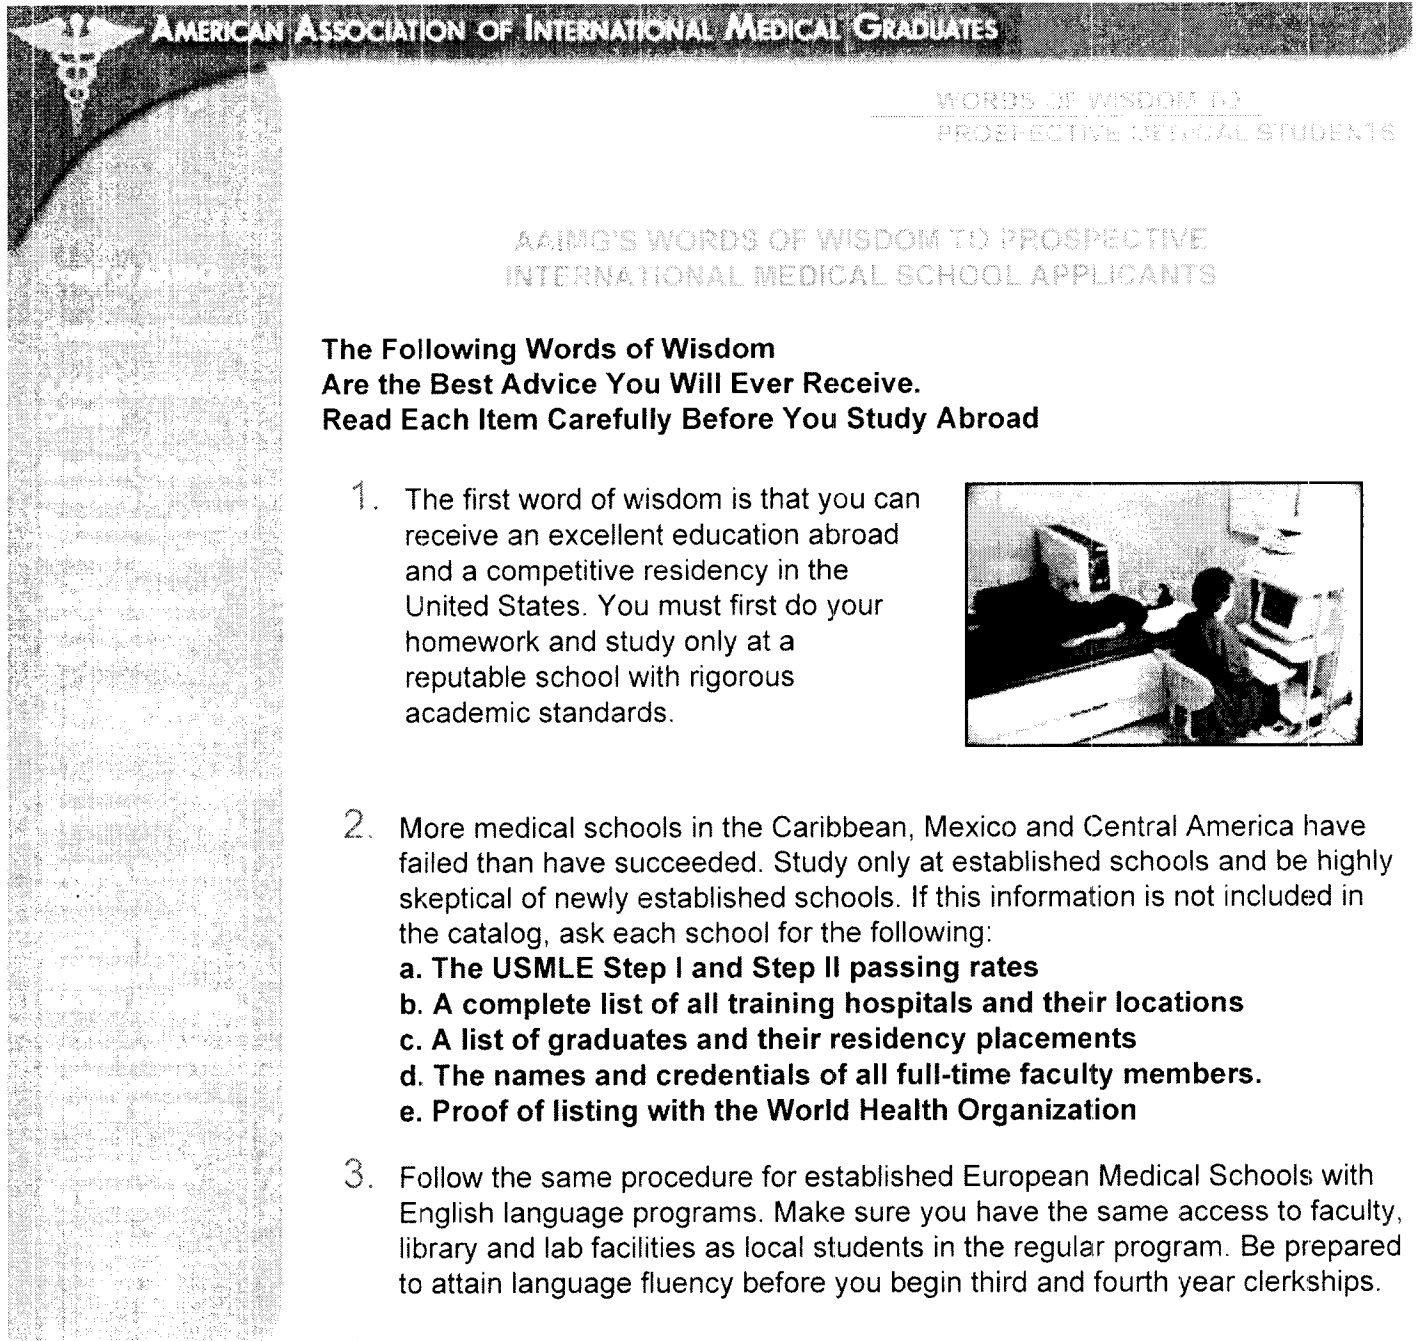 AMERICAN ASSOCIATION OF INTERNATIONAL MEDICAL GRADUATES
WORDS OF WISDOM TO
PROSPECTIVE MEDICAL STUDENTS
AAIMG'S WORDS OF WISDOM TO PROSPECTIVE
INTERNATIONAL MEDICAL SCHOOL APPLICANTS
The Following Words of Wisdom
Are the Best Advice You Will Ever Receive.
Read Each Item Carefully Before You Study Abroad
1. The first word of wisdom is that you can
receive an excellent education abroad
and a competitive residency in the
United States. You must first do your
homework and study only at a
reputable school with rigorous
academic standards.
2. More medical schools in the Caribbean, Mexico and Central America have
failed than have succeeded. Study only at established schools and be highly
skeptical of newly established schools. If this information is not included in
the catalog, ask each school for the following:
a. The USMLE Step I and Step II passing rates
b. A complete list of all training hospitals and their locations
c. A list of graduates and their residency placements
d. The names and credentials of all full-time faculty members.
e. Proof of listing with the World Health Organization
3. Follow the same procedure for established European Medical Schools with
English language programs. Make sure you have the same access to faculty,
library and lab facilities as local students in the regular program. Be prepared
to attain language fluency before you begin third and fourth year clerkships.